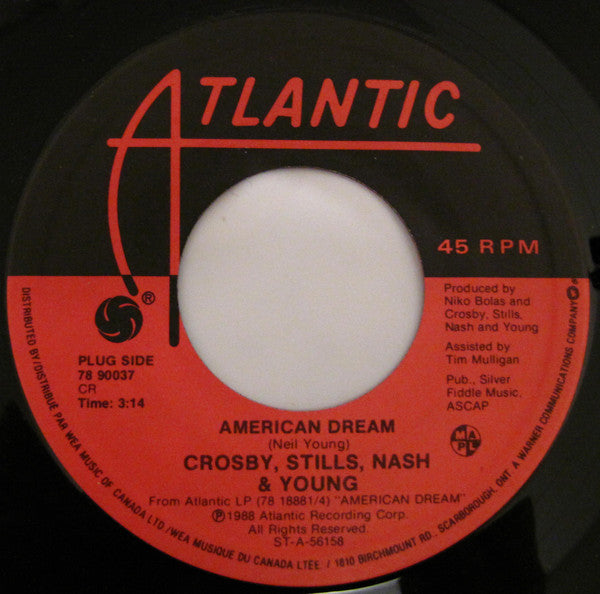 ATLANTIC
®
45 RPM
Produced by
Niko Bolas and
Crosby, Stills,
Nash and Young
Assisted by
Tim Mulligan
Pub., Silver
Fiddle Music,
ASCAP
MAPL
PLUG SIDE
78 90037
CR
Time: 3:14
AMERICAN DREAM
(Neil Young)
CROSBY, STILLS, NASH
& YOUNG
From Atlantic LP (78 18881/4) "AMERICAN DREAM"
℗1988 Atlantic Recording Corp.
All Rights Reserved.
ST-A-56158
DISTRIBUTED BY/DISTRIBUÉ PAR WEA MUSIC OF CANADA LTD./WEA MUSIQUE DU CANADA LTÉE. / 1810 BIRCHMOUNT RD., SCARBOROUGH, ONT. A WARNER COMMUNICATIONS COMPANY